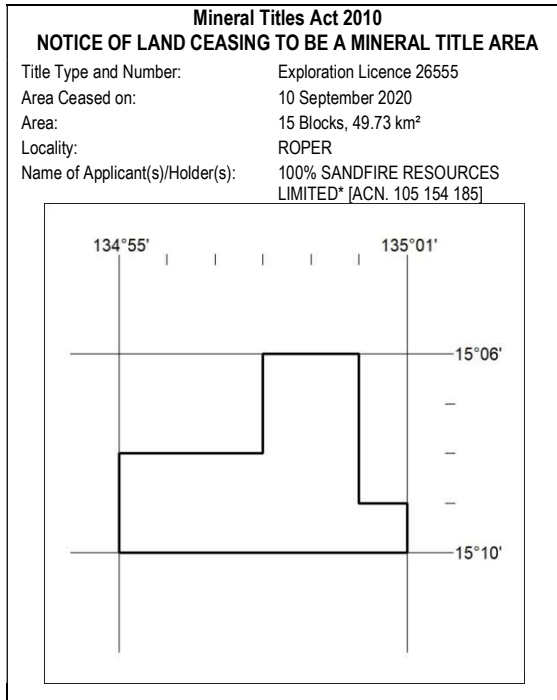 Mineral Titles Act 2010
NOTICE OF LAND CEASING TO BE A MINERAL TITLE AREA
Title Type and Number: Exploration Licence 26555
Area Ceased on: 10 September 2020
Area: 15 Blocks, 49.73 km²
Locality: ROPER
Name of Applicant(s)/Holder(s): 100% SANDFIRE RESOURCES
LIMITED* [ACN. 105 154 185]
134°55' 135°01'
15°06'
15°10'